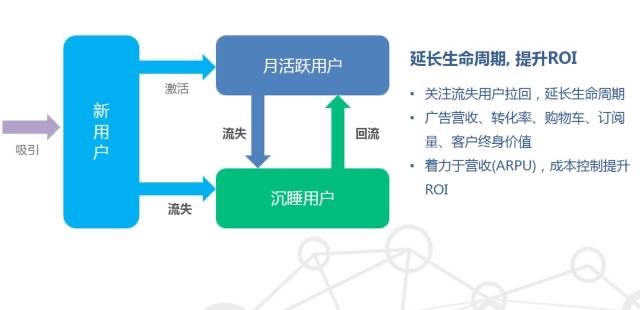 吸引
新
用
户
激活
流失
月活跃用户
流失
回流
沉睡用户
延长生命周期, 提升ROI
▪ 关注流失用户拉回，延长生命周期
▪ 广告营收、转化率、购物车、订阅
量、客户终身价值
▪ 着力于营收(ARPU)，成本控制提升
ROI